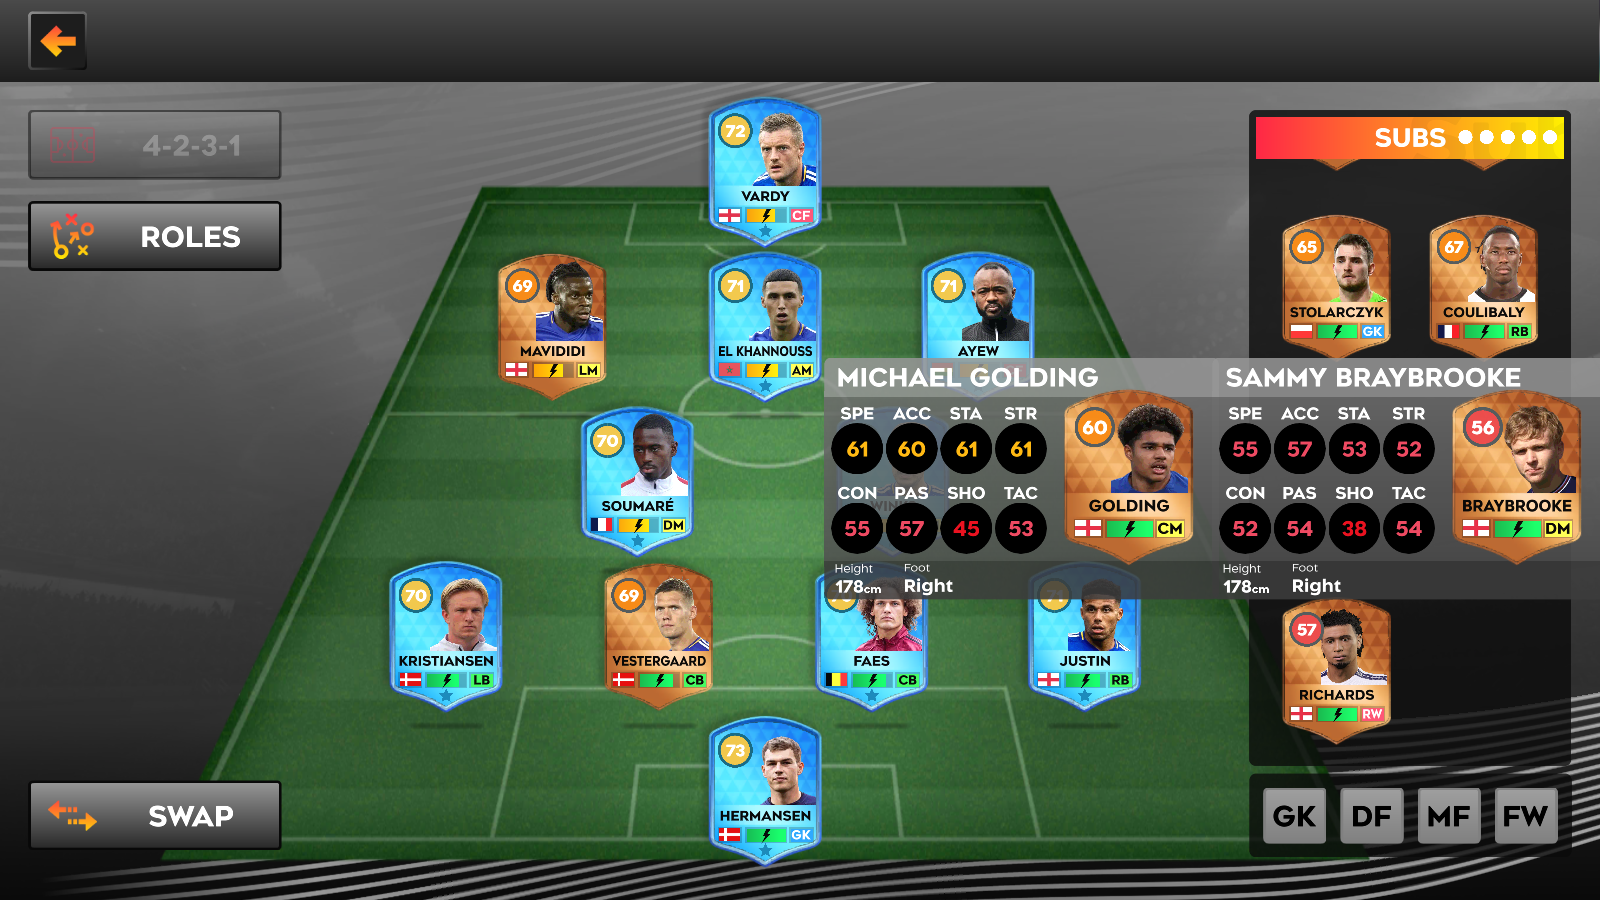 4-2-3-1
ROLES
SWAP
SUBS
72
VARDY
CF
69
MAVIDIDI
LM
71
EL KHANNOUSS
AM
71
AYEW
70
SOUMARÉ
DM
70
KRISTIANSEN
LB
69
VESTERGAARD
CB
FAES
CB
JUSTIN
RB
73
HERMANSEN
GK
65
STOLARCZYK
GK
67
COULIBALY
RB
MICHAEL GOLDING
SPE ACC STA STR
61 60 61 61
CON PAS SHO TAC
55 57 45 53
Height Foot
178cm Right
60
GOLDING
CM
SAMMY BRAYBROOKE
SPE ACC STA STR
55 57 53 52
CON PAS SHO TAC
52 54 38 54
Height Foot
178cm Right
56
BRAYBROOKE
DM
57
RICHARDS
RW
GK DF MF FW